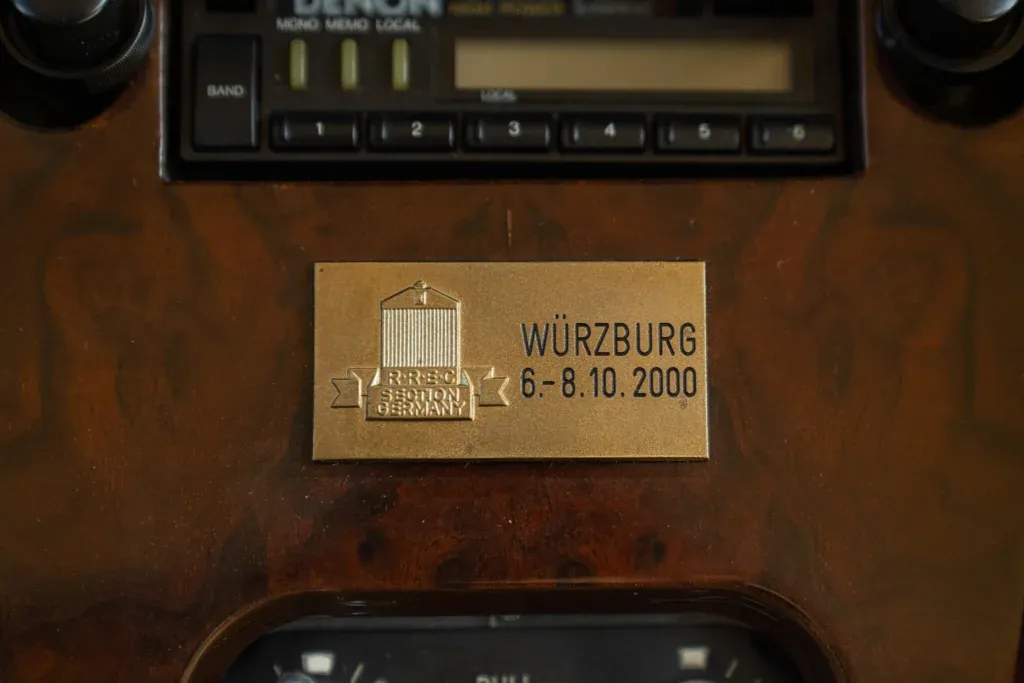 DENON
MONO MEMO LOCAL
BAND
LOCAL
1 2 3 4 5 6
WÜRZBURG
6.-8.10.2000
R·R·E·C
SECTION
GERMANY
PULL